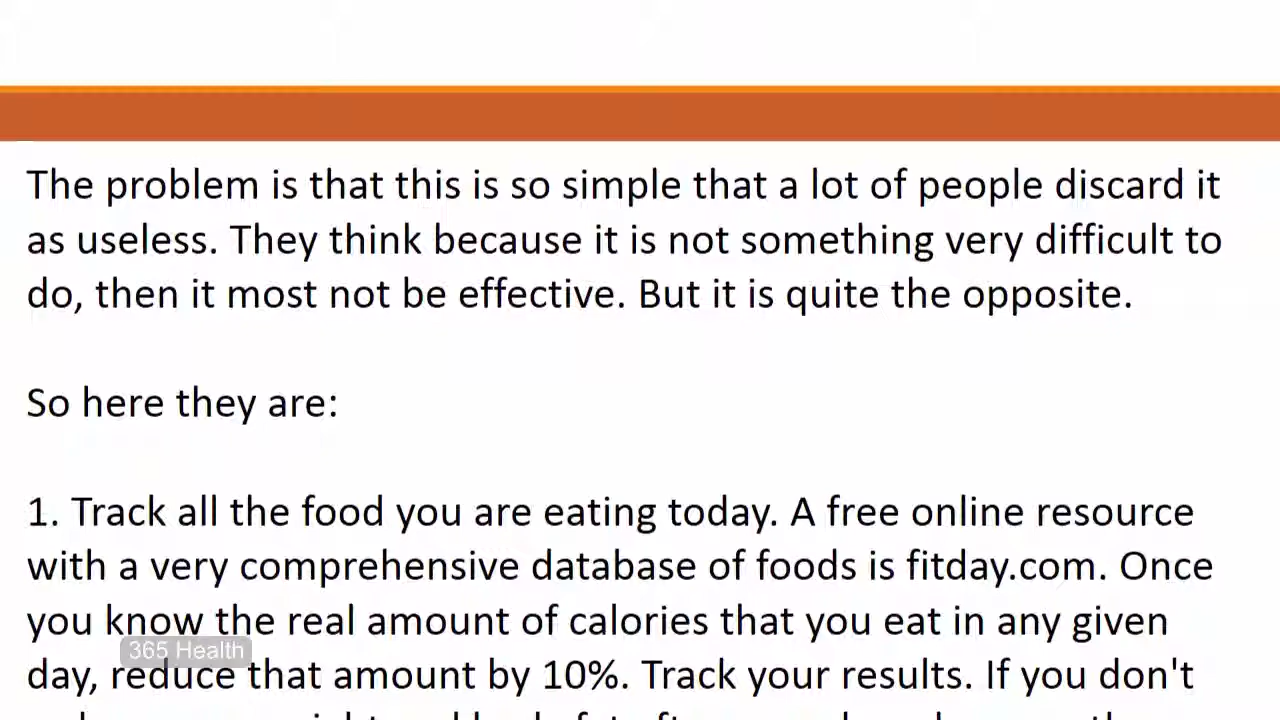 The problem is that this is so simple that a lot of people discard it
as useless. They think because it is not something very difficult to
do, then it most not be effective. But it is quite the opposite.
So here they are:
1. Track all the food you are eating today. A free online resource
with a very comprehensive database of foods is fitday.com. Once
you know the real amount of calories that you eat in any given
365 Health
day, reduce that amount by 10%. Track your results. If you don't